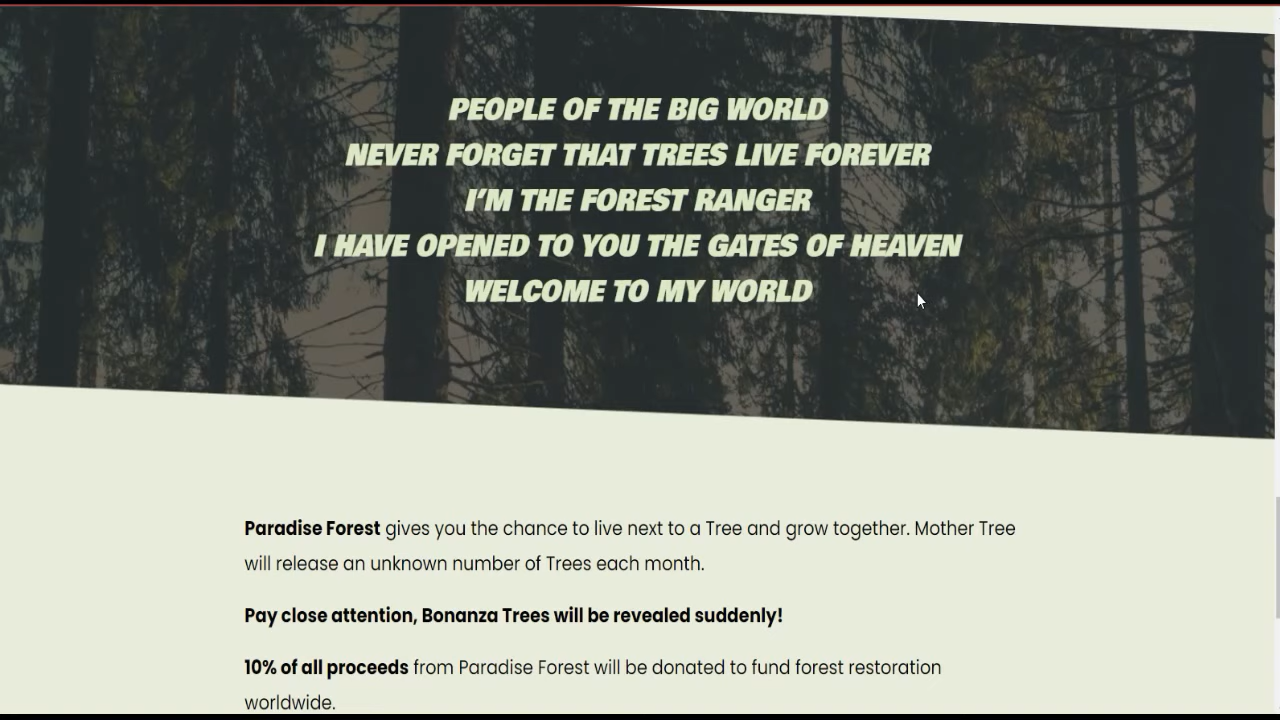 PEOPLE OF THE BIG WORLD
NEVER FORGET THAT TREES LIVE FOREVER
I'M THE FOREST RANGER
I HAVE OPENED TO YOU THE GATES OF HEAVEN
WELCOME TO MY WORLD
Paradise Forest gives you the chance to live next to a Tree and grow together. Mother Tree
will release an unknown number of Trees each month.
Pay close attention, Bonanza Trees will be revealed suddenly!
10% of all proceeds from Paradise Forest will be donated to fund forest restoration
worldwide.